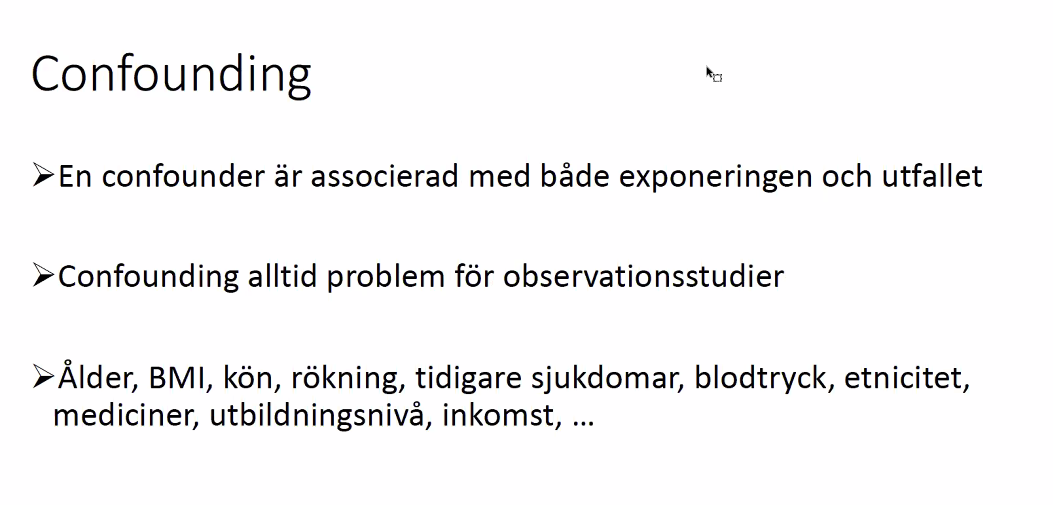 Confounding
➢En confounder är associerad med både exponeringen och utfallet
➢Confounding alltid problem för observationsstudier
➢Ålder, BMI, kön, rökning, tidigare sjukdomar, blodtryck, etnicitet,
mediciner, utbildningsnivå, inkomst, ...